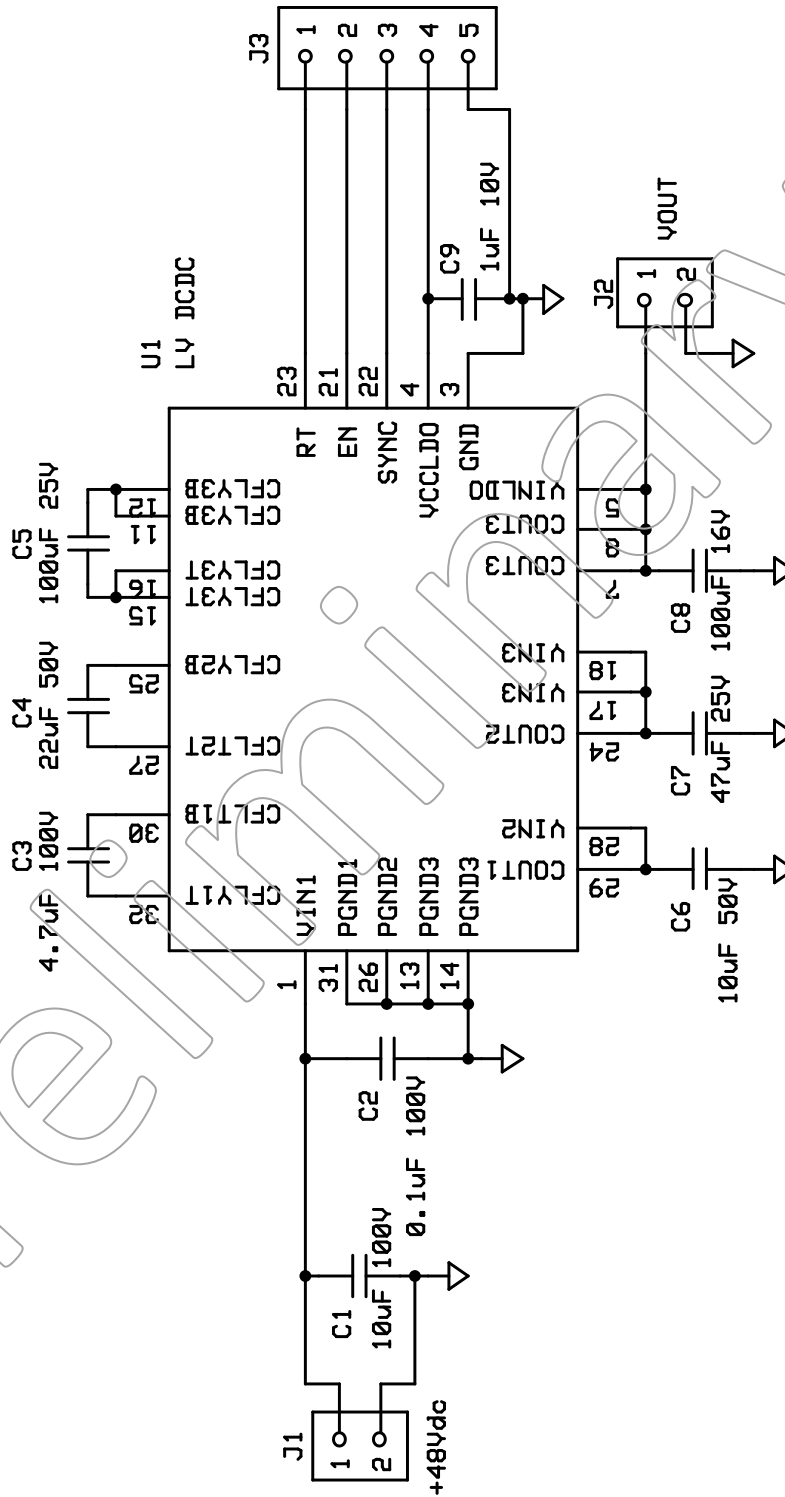 J3
1
2
3
4
5
C9
1uF 10V
U1
LV DCDC
23
21
22
4
3
RT
EN
SYNC
VCCLDO
GND
J2
1
2
VOUT
C5
100uF 25V
12
11
16
15
CFLY3B
CFLY3B
CFLY3T
CFLY3T
C4
22uF 50V
25
27
CFLY2B
CFLT2T
C3
4.7uF 100V
30
32
CFLT1B
CFLY1T
VINLDO
COUT3
COUT3
5
8
7
C8
100uF 16V
VIN3
VIN3
COUT2
18
17
24
C7
47uF 25V
VIN2
COUT1
28
29
C6
10uF 50V
VIN1
PGND1
PGND2
PGND3
PGND3
1
31
26
13
14
C2
0.1uF 100V
C1
10uF 100V
J1
1
2
+48Vdc